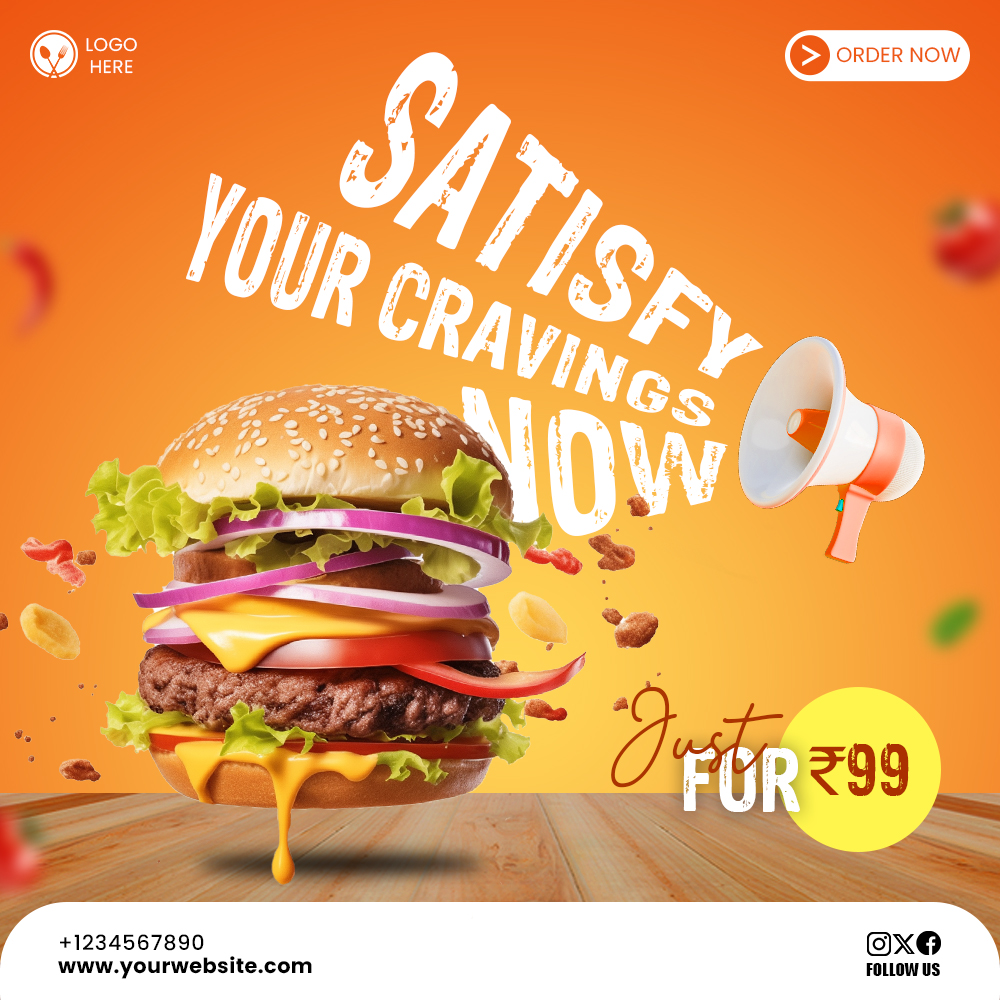 LOGO
HERE
ORDER NOW
SATISFY
YOUR CRAVINGS
NOW
Just
FOR ₹99
+1234567890
www.yourwebsite.com
FOLLOW US